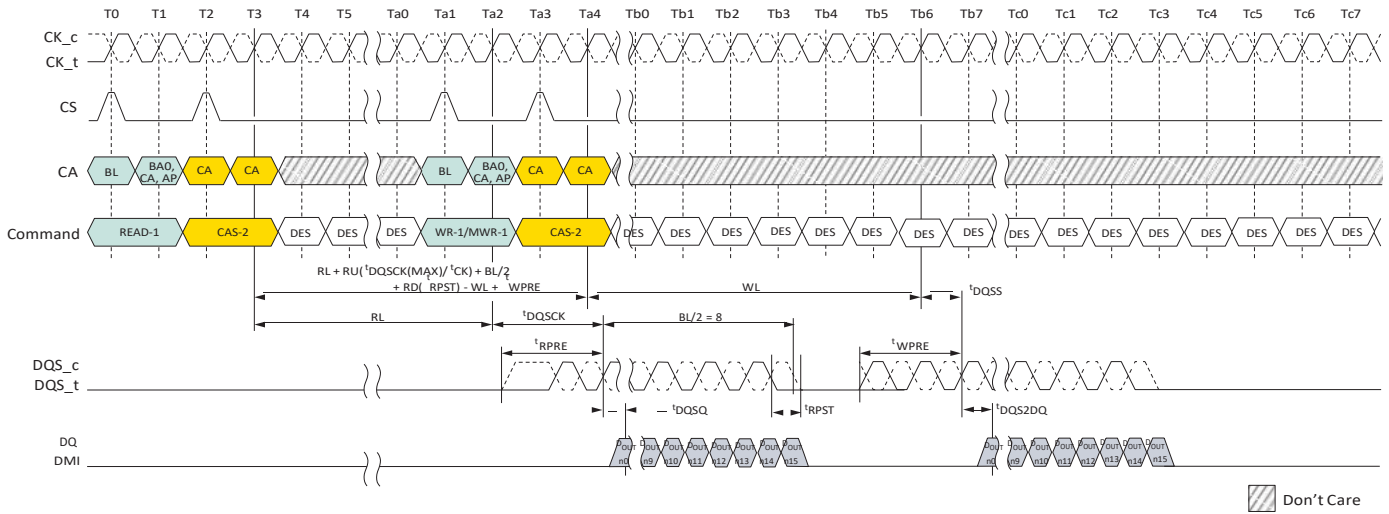 T0 T1 T2 T3 T4 T5 Ta0 Ta1 Ta2 Ta3 Ta4 Tb0 Tb1 Tb2 Tb3 Tb4 Tb5 Tb6 Tb7 Tc0 Tc1 Tc2 Tc3 Tc4 Tc5 Tc6 Tc7
CK_c
CK_t
CS
CA BL BA0, CA, AP CA CA BL BA0, CA, AP CA CA
Command READ-1 CAS-2 DES DES DES WR-1/MWR-1 CAS-2 DES DES DES DES DES DES DES DES DES DES DES DES DES DES DES DES
RL + RU( tDQSCK(MAX)/ tCK) + BL/2
+ RD( tRPST) - WL + tWPRE
WL
tDQSS
RL
tDQSCK
BL/2 = 8
tRPRE
tWPRE
DQS_c
DQS_t
tDQSQ
tRPST
tDQS2DQ
DQ
DMI
DOUT n0 DOUT n9 DOUT n10 DOUT n11 DOUT n12 DOUT n13 DOUT n14 DOUT n15
DOUT n0 DOUT n9 DOUT n10 DOUT n11 DOUT n12 DOUT n13 DOUT n14 DOUT n15
Don't Care